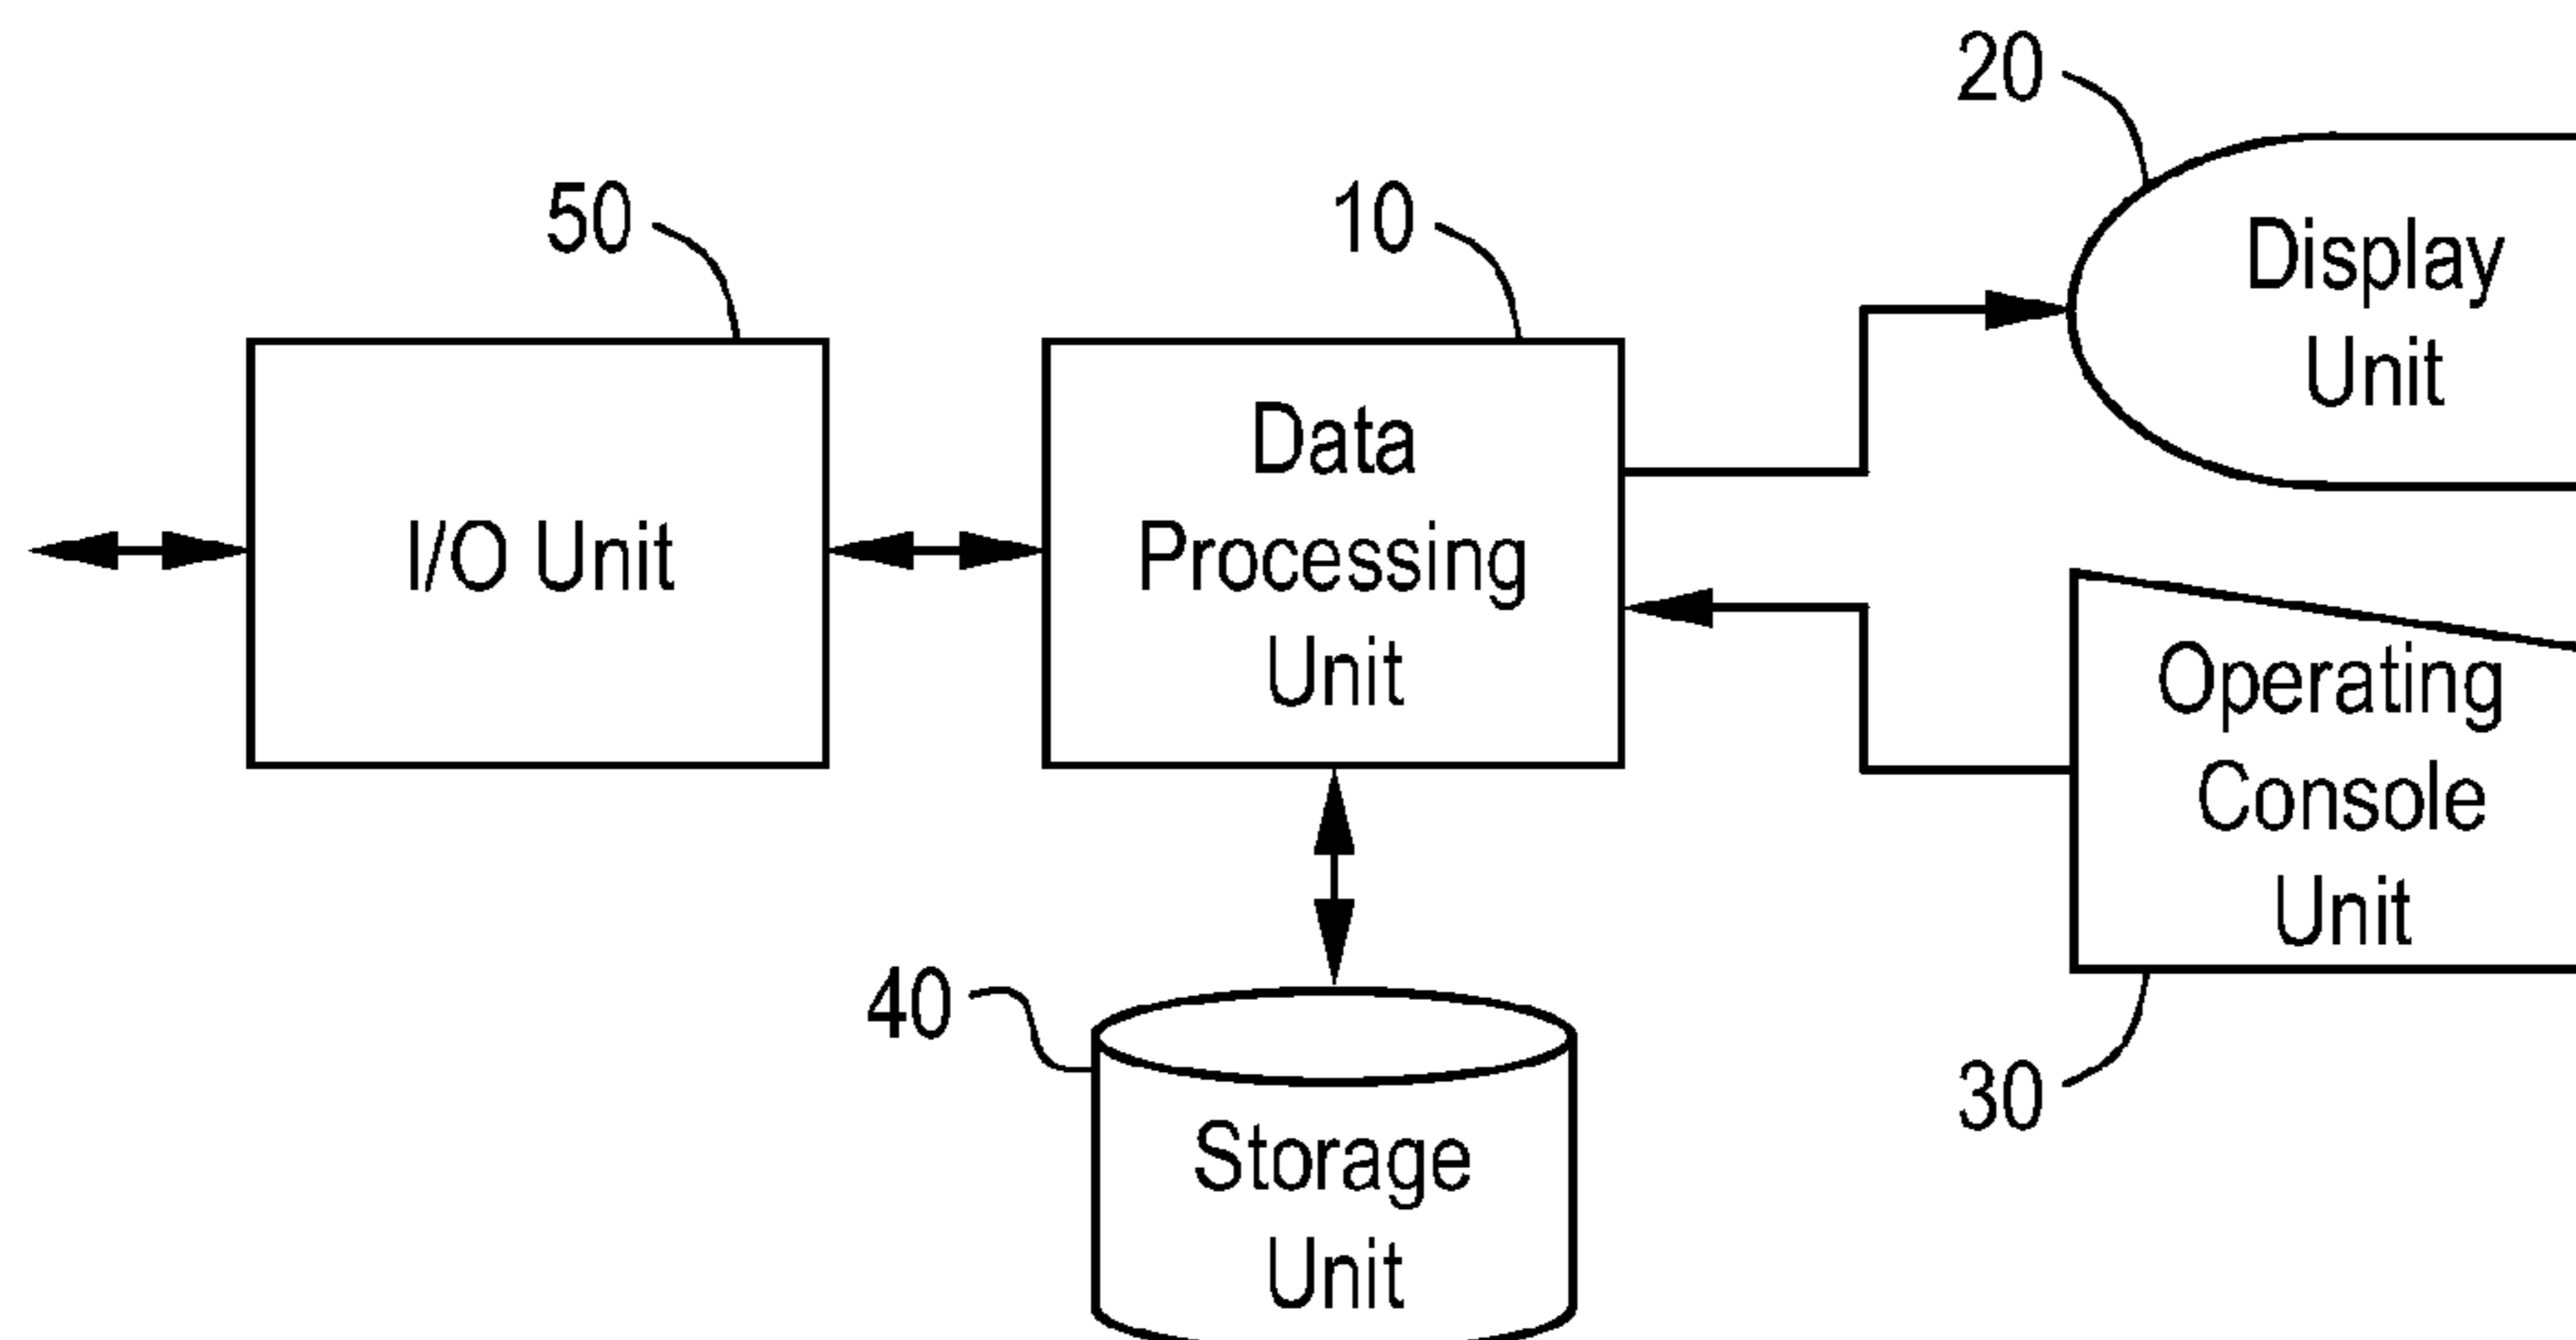 20
50
10
Display
Unit
Data
Processing
Unit
I/O Unit
Operating
Console
Unit
40
30
Storage
Unit